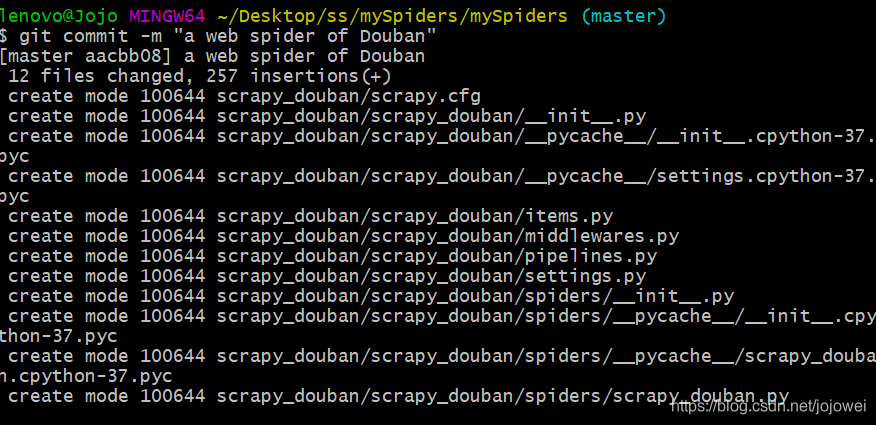 lenovo@Jojo MINGW64 ~/Desktop/ss/mySpiders/mySpiders (master)
$ git commit -m "a web spider of Douban"
[master aacbb08] a web spider of Douban
 12 files changed, 257 insertions(+)
 create mode 100644 scrapy_douban/scrapy.cfg
 create mode 100644 scrapy_douban/scrapy_douban/__init__.py
 create mode 100644 scrapy_douban/scrapy_douban/__pycache__/__init__.cpython-37.
pyc
 create mode 100644 scrapy_douban/scrapy_douban/__pycache__/settings.cpython-37.
pyc
 create mode 100644 scrapy_douban/scrapy_douban/items.py
 create mode 100644 scrapy_douban/scrapy_douban/middlewares.py
 create mode 100644 scrapy_douban/scrapy_douban/pipelines.py
 create mode 100644 scrapy_douban/scrapy_douban/settings.py
 create mode 100644 scrapy_douban/scrapy_douban/spiders/__init__.py
 create mode 100644 scrapy_douban/scrapy_douban/spiders/__pycache__/__init__.cpy
thon-37.pyc
 create mode 100644 scrapy_douban/scrapy_douban/spiders/__pycache__/scrapy_douba
n.cpython-37.pyc
 create mode 100644 scrapy_douban/scrapy_douban/spiders/scrapy_douban.py
https://blog.csdn.net/jojowei